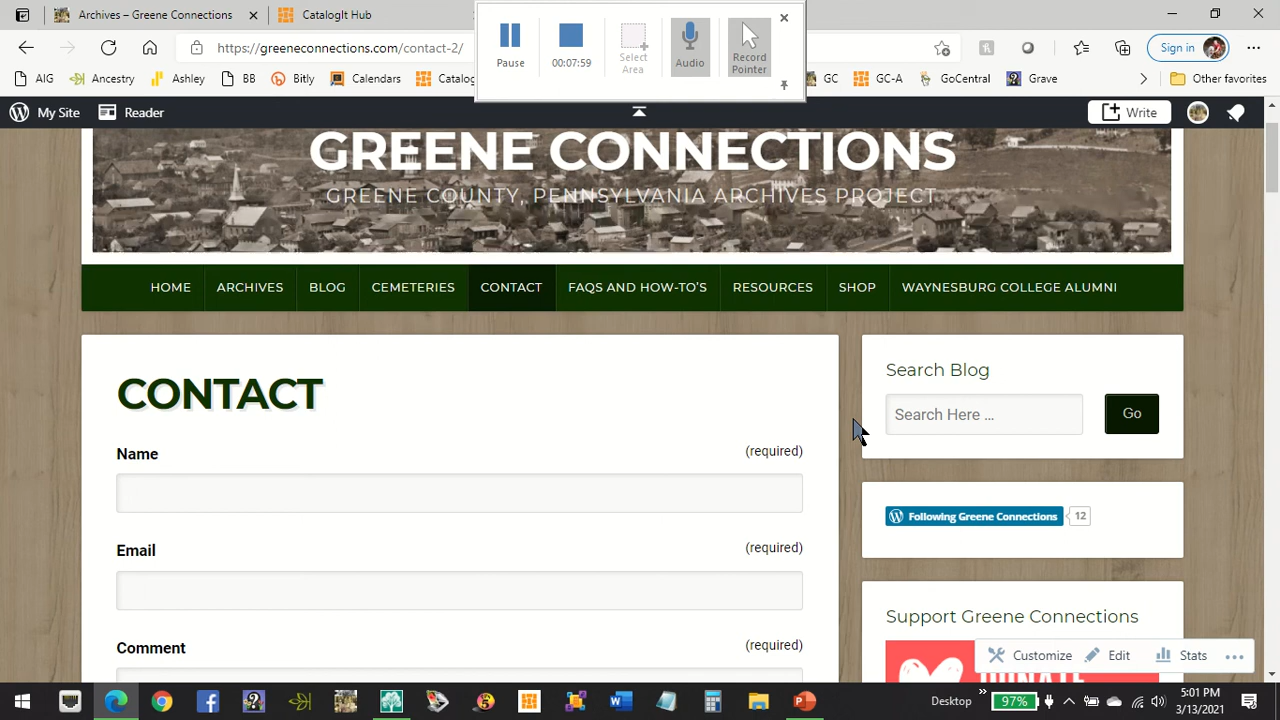 Archives – Greene Connections
CatalogIt Hub
Pause
00:07:59
Select
Area
Audio
Record
Pointer
https://greeneconnections.com/contact-2/
Sign in
AIG
Ancestry
Ashley
BB
Bitly
Calendars
Catalog
GC
GC-A
GoCentral
Grave
Other favorites
My Site
Reader
Write
GREENE CONNECTIONS
GREENE COUNTY, PENNSYLVANIA ARCHIVES PROJECT
HOME
ARCHIVES
BLOG
CEMETERIES
CONTACT
FAQS AND HOW-TO'S
RESOURCES
SHOP
WAYNESBURG COLLEGE ALUMNI
CONTACT
Name
(required)
Email
(required)
Comment
(required)
Search Blog
Search Here …
Go
Following Greene Connections
12
Support Greene Connections
DONATE
Customize
Edit
Stats
Desktop
97%
5:01 PM
3/13/2021